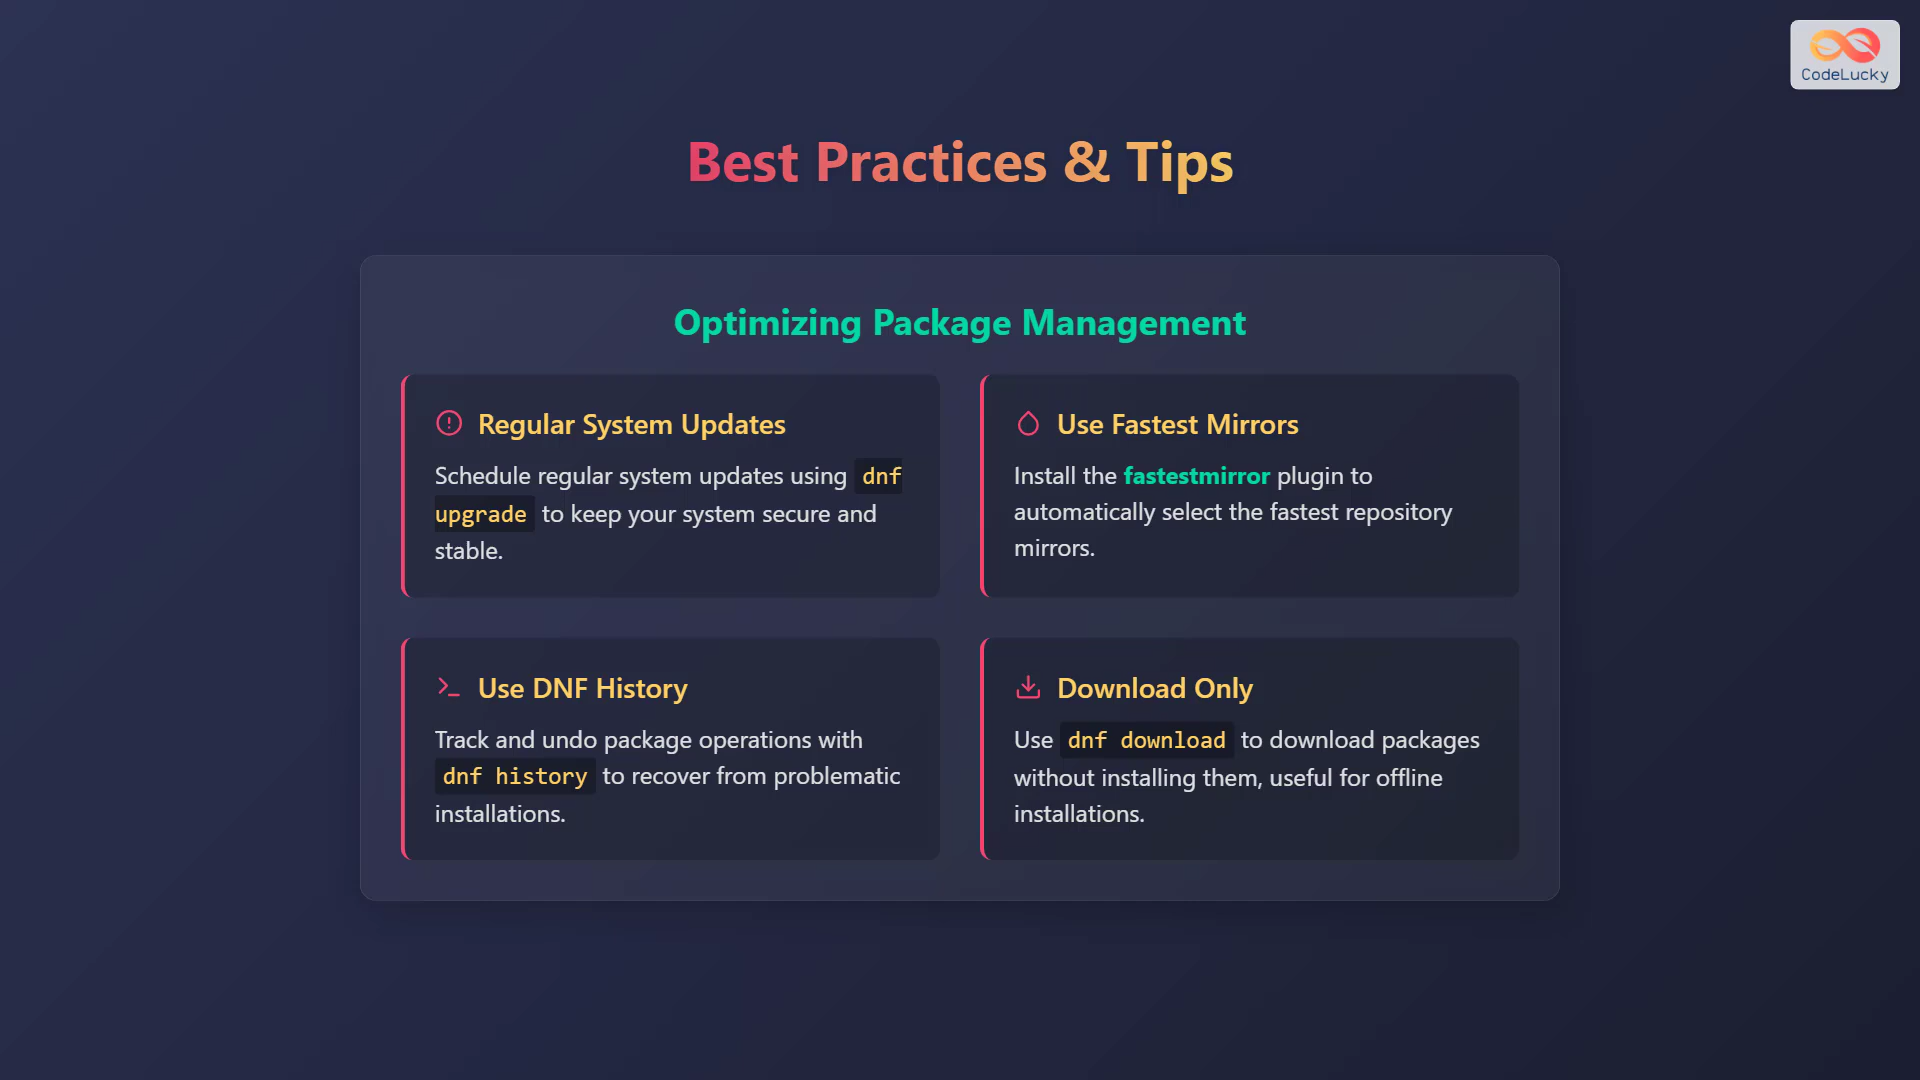 CodeLucky
Best Practices & Tips
Optimizing Package Management
Regular System Updates
Schedule regular system updates using dnf
upgrade to keep your system secure and
stable.
Use Fastest Mirrors
Install the fastestmirror plugin to
automatically select the fastest repository
mirrors.
Use DNF History
Track and undo package operations with
dnf history to recover from problematic
installations.
Download Only
Use dnf download to download packages
without installing them, useful for offline
installations.